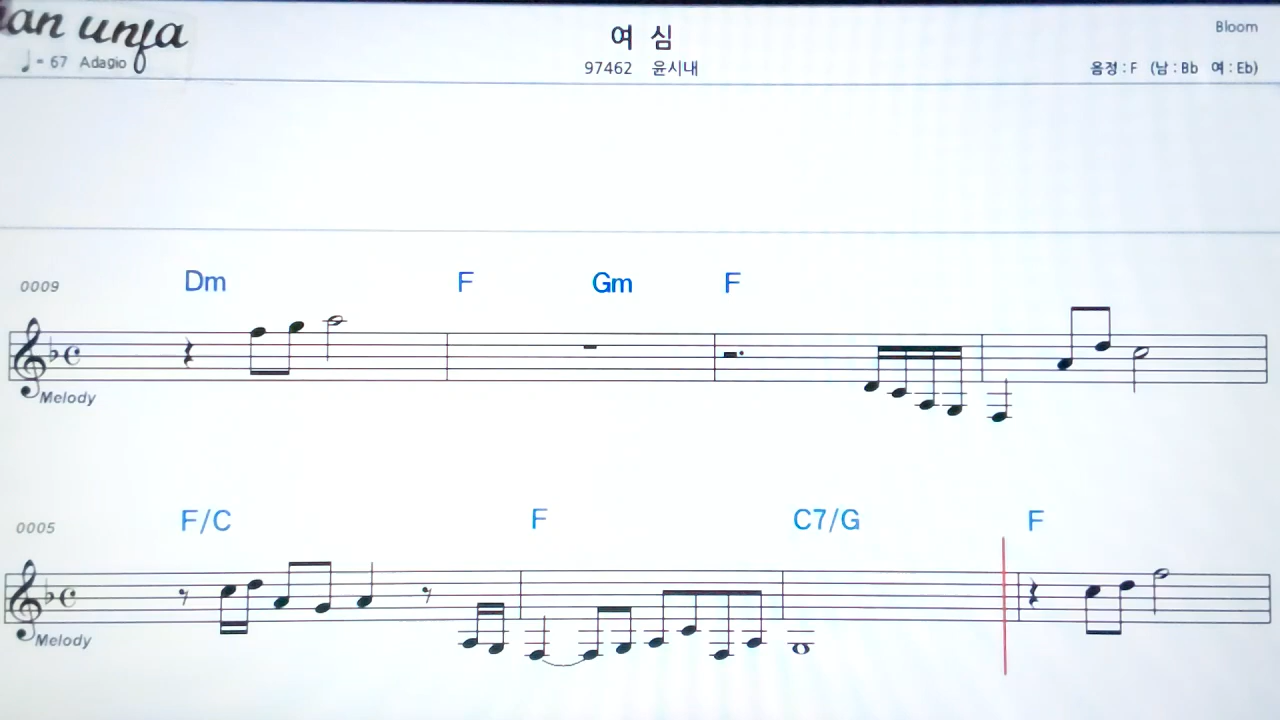 an unja
여 심
Bloom
♩= 67 Adagio
97462 윤시내
음정 : F (남 : Bb 여 : Eb)
0009
Dm F Gm F
Melody
0005
F/C F C7/G F
Melody